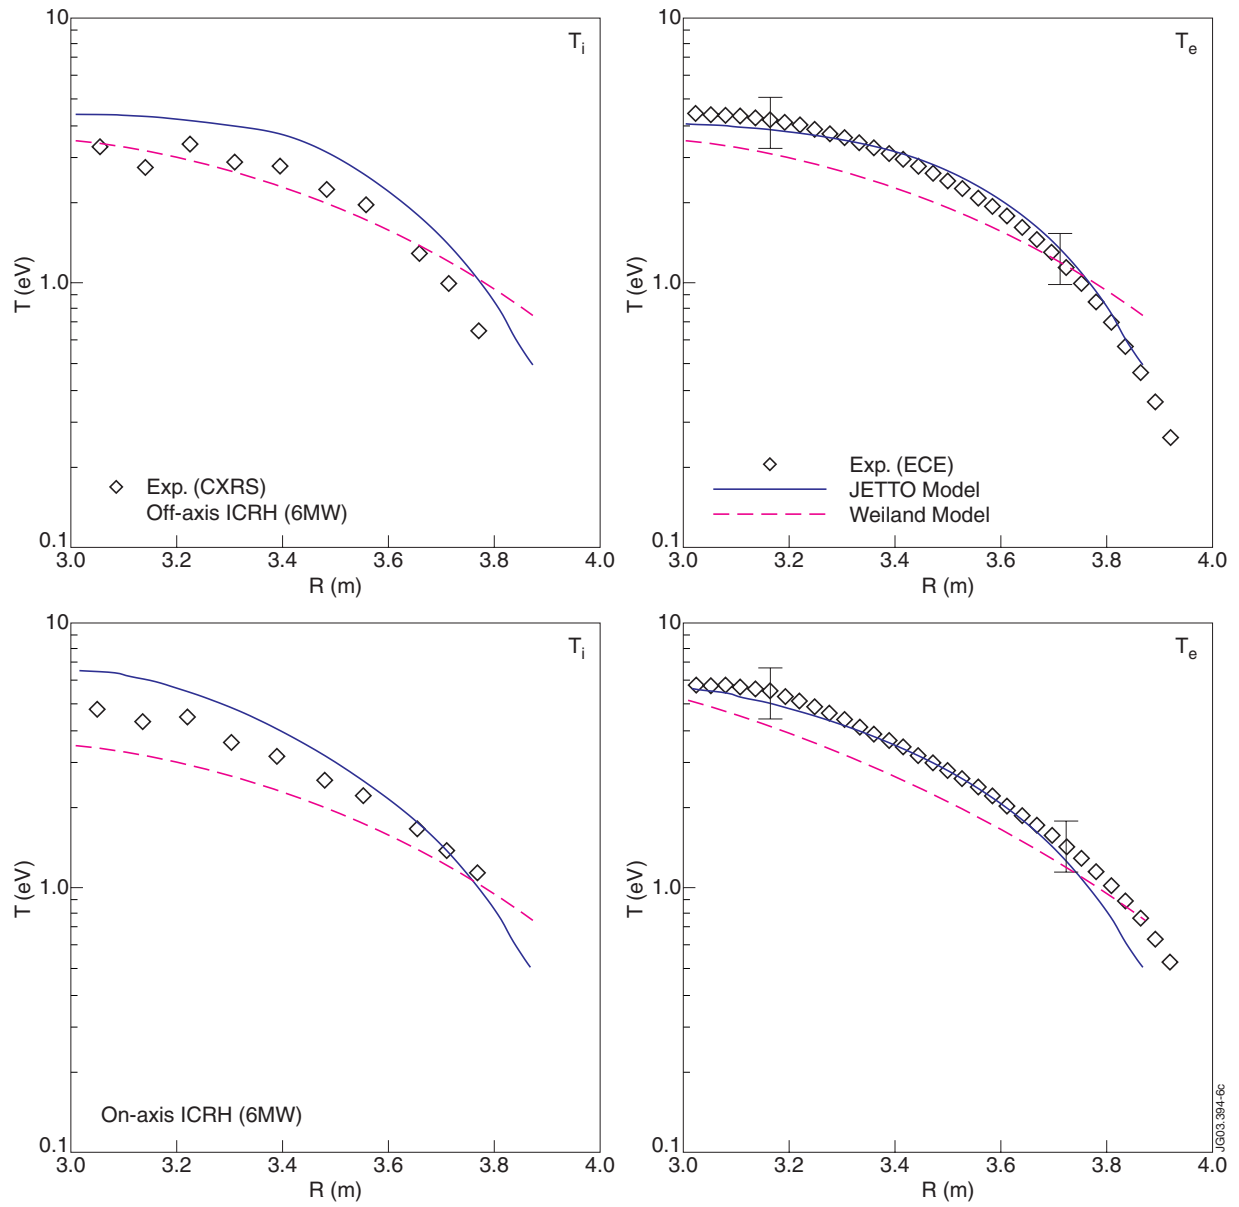 10
T (eV)
1.0
0.1
Ti
Exp. (CXRS)
Off-axis ICRH (6MW)
3.0 3.2 3.4 3.6 3.8 4.0
R (m)
10
T (eV)
1.0
0.1
Te
Exp. (ECE)
JETTO Model
Weiland Model
3.0 3.2 3.4 3.6 3.8 4.0
R (m)
10
T (eV)
1.0
0.1
Ti
On-axis ICRH (6MW)
3.0 3.2 3.4 3.6 3.8 4.0
R (m)
10
T (eV)
1.0
0.1
Te
3.0 3.2 3.4 3.6 3.8 4.0
R (m)
JG03.394-6c